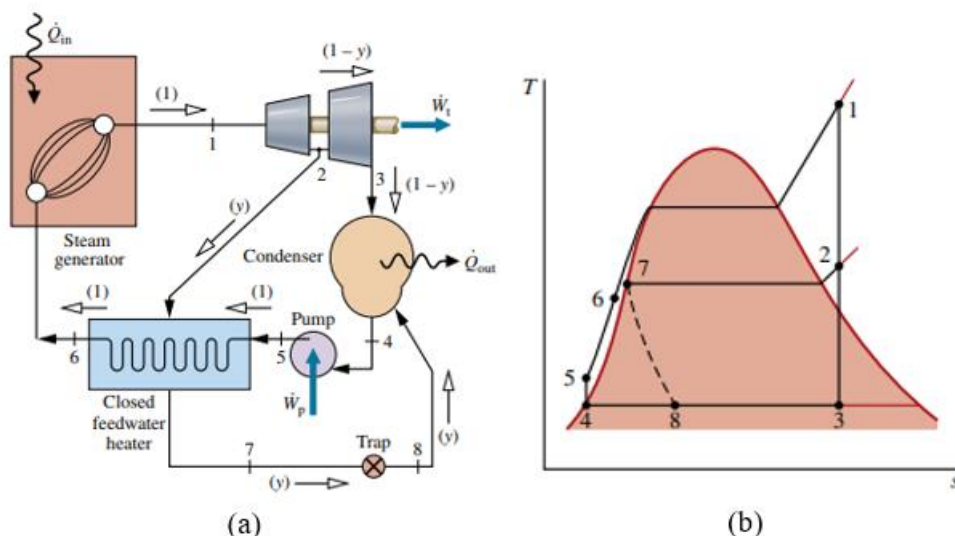 Q̇in
(1 – y)
(1)
Ẇt
1
2
3
(1 – y)
(y)
Steam
generator
Condenser
Q̇out
(1)
(1)
Pump
4
6
5
Ẇp
Closed
feedwater
heater
(y)
Trap
7
8
(y)
(a)
T
1
2
7
6
5
4
8
3
s
(b)